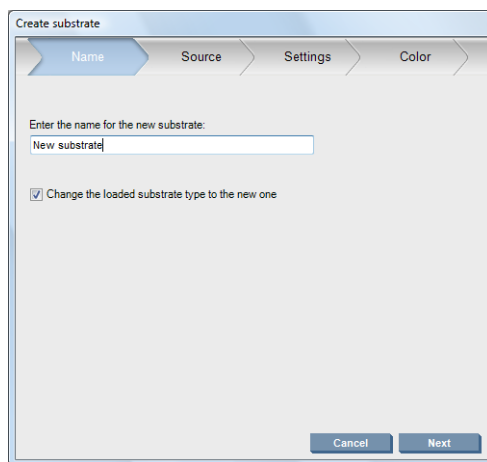 Create substrate
Name Source Settings Color
Enter the name for the new substrate:
New substrate
Change the loaded substrate type to the new one
Cancel Next